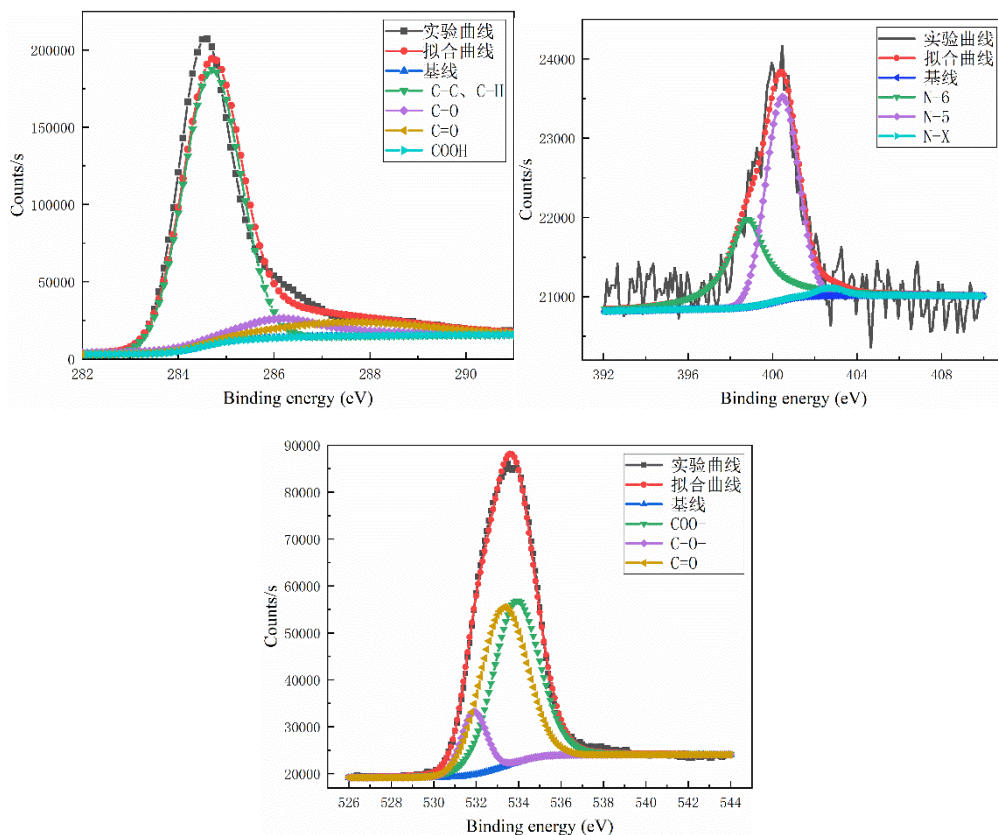 200000
150000
100000
50000
0
282
284
286
288
290
Counts/s
Binding energy (eV)
实验曲线
拟合曲线
基线
C-C、C-H
C-O
C=O
COOH
24000
23000
22000
21000
392
396
400
404
408
Counts/s
Binding energy (eV)
实验曲线
拟合曲线
基线
N-6
N-5
N-X
90000
80000
70000
60000
50000
40000
30000
20000
526
528
530
532
534
536
538
540
542
544
Counts/s
Binding energy (eV)
实验曲线
拟合曲线
基线
COO-
C-O-
C=O